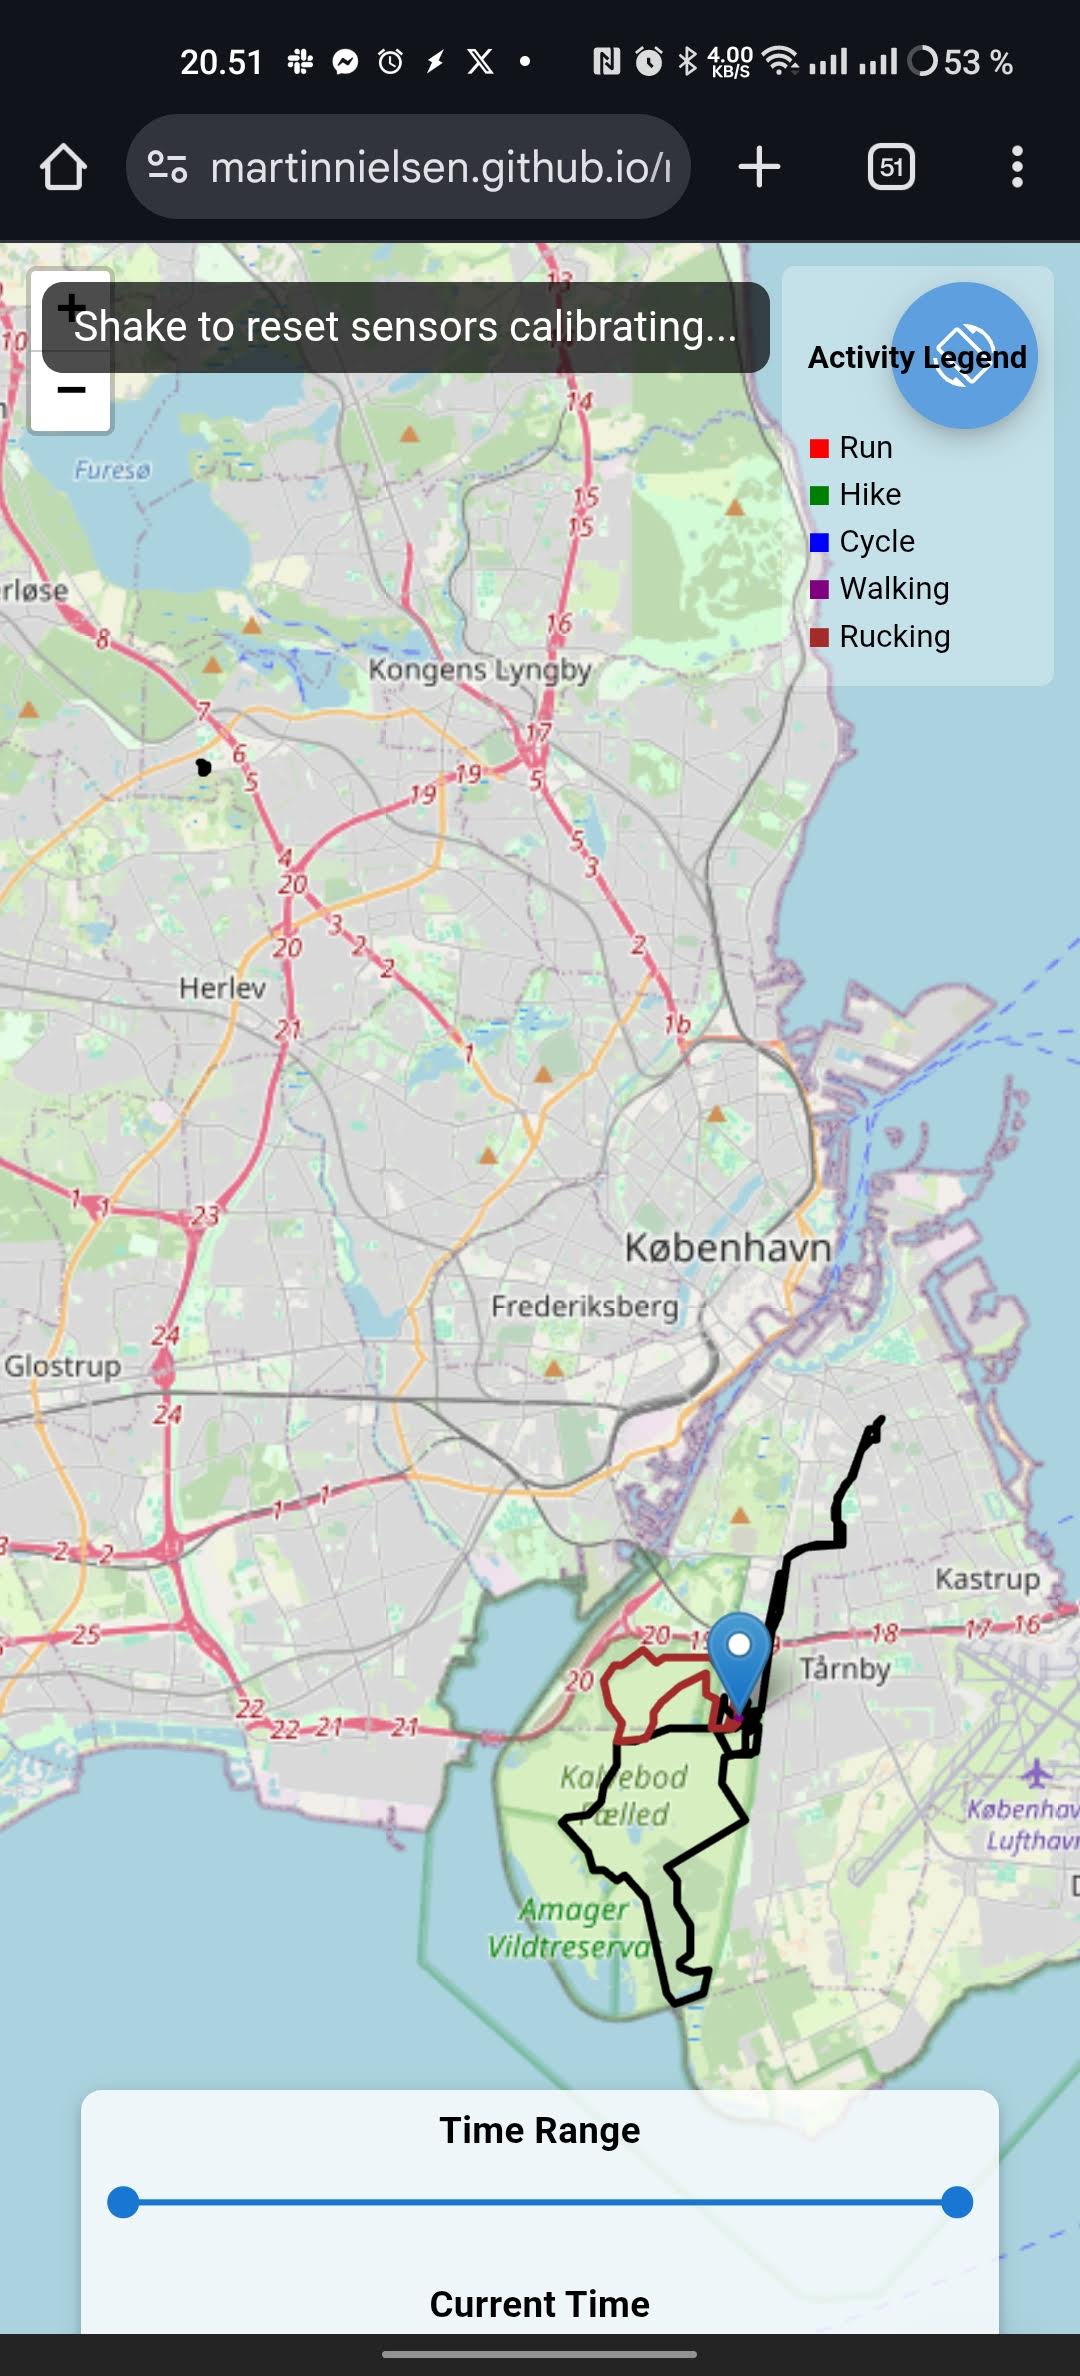 20.51 4.00 KB/S 53 %
martinnielsen.github.io/
51
+
Shake to reset sensors calibrating...
−
Activity Legend
Run
Hike
Cycle
Walking
Rucking
13
10
14
Furesø
15
15
rløse
16
8
Kongens Lyngby
7
17
6
5
19
19
5
4
20
5
3
3
2
2
20
2
Herlev
21
1b
1
1
1
23
København
Frederiksberg
24
Glostrup
24
1
1
2
2
Kastrup
25
20
18
17
16
Tårnby
20
22
22
21
21
Fælled
København
Lufthavn
Amager
Vildtreserva
Time Range
Current Time